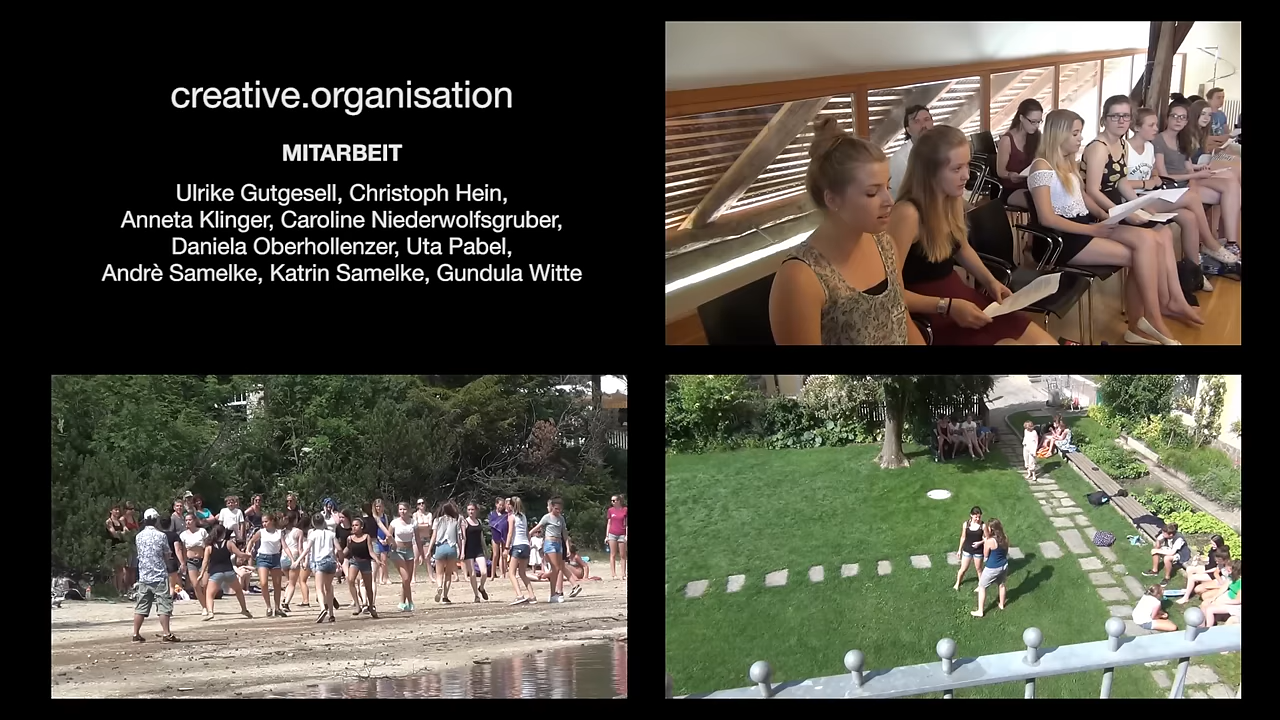 creative.organisation
MITARBEIT
Ulrike Gutgesell, Christoph Hein,
Anneta Klinger, Caroline Niederwolfsgruber,
Daniela Oberhollenzer, Uta Pabel,
Andrè Samelke, Katrin Samelke, Gundula Witte